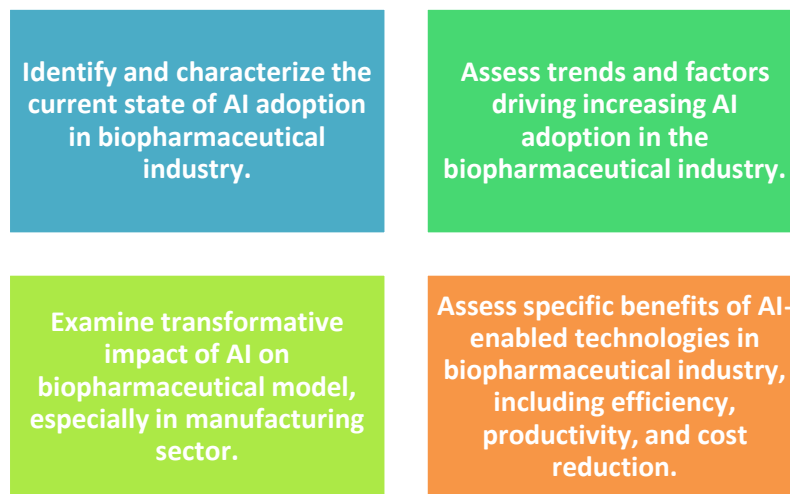 Identify and characterize the
current state of AI adoption
in biopharmaceutical
industry.
Assess trends and factors
driving increasing AI
adoption in the
biopharmaceutical industry.
Examine transformative
impact of AI on
biopharmaceutical model,
especially in manufacturing
sector.
Assess specific benefits of AI-
enabled technologies in
biopharmaceutical industry,
including efficiency,
productivity, and cost
reduction.